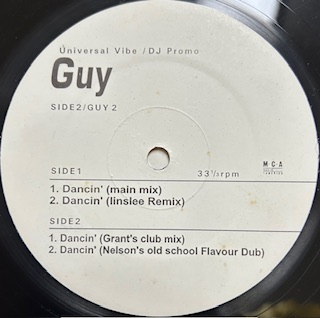 Universal Vibe / DJ Promo
Guy
SIDE2/GUY 2
SIDE1
33⅓rpm
M·C·A
1. Dancin' (main mix)
2. Dancin' (linslee Remix)
SIDE2
1. Dancin' (Grant's club mix)
2. Dancin' (Nelson's old school Flavour Dub)